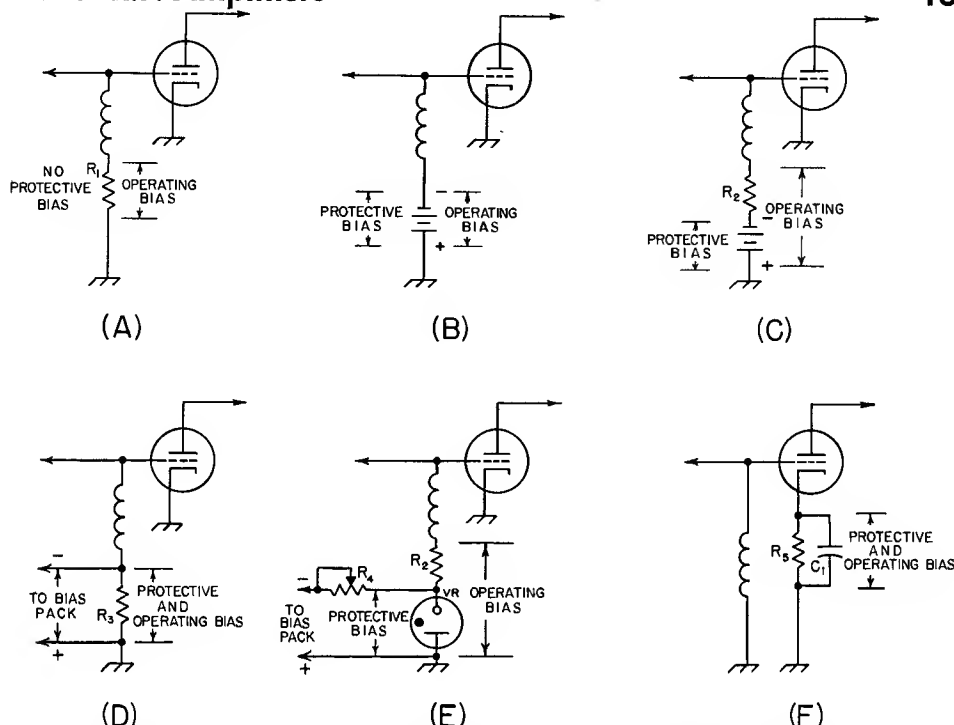 NO
PROTECTIVE
BIAS
R1
OPERATING
BIAS
(A)
PROTECTIVE
BIAS
-
+
OPERATING
BIAS
(B)
PROTECTIVE
BIAS
R2
-
+
OPERATING
BIAS
(C)
-
TO BIAS
PACK
+
R3
PROTECTIVE
AND
OPERATING BIAS
(D)
-
TO
BIAS
PACK
+
R4
PROTECTIVE
BIAS
R2
VR
OPERATING
BIAS
(E)
R5
C1
PROTECTIVE
AND
OPERATING BIAS
(F)